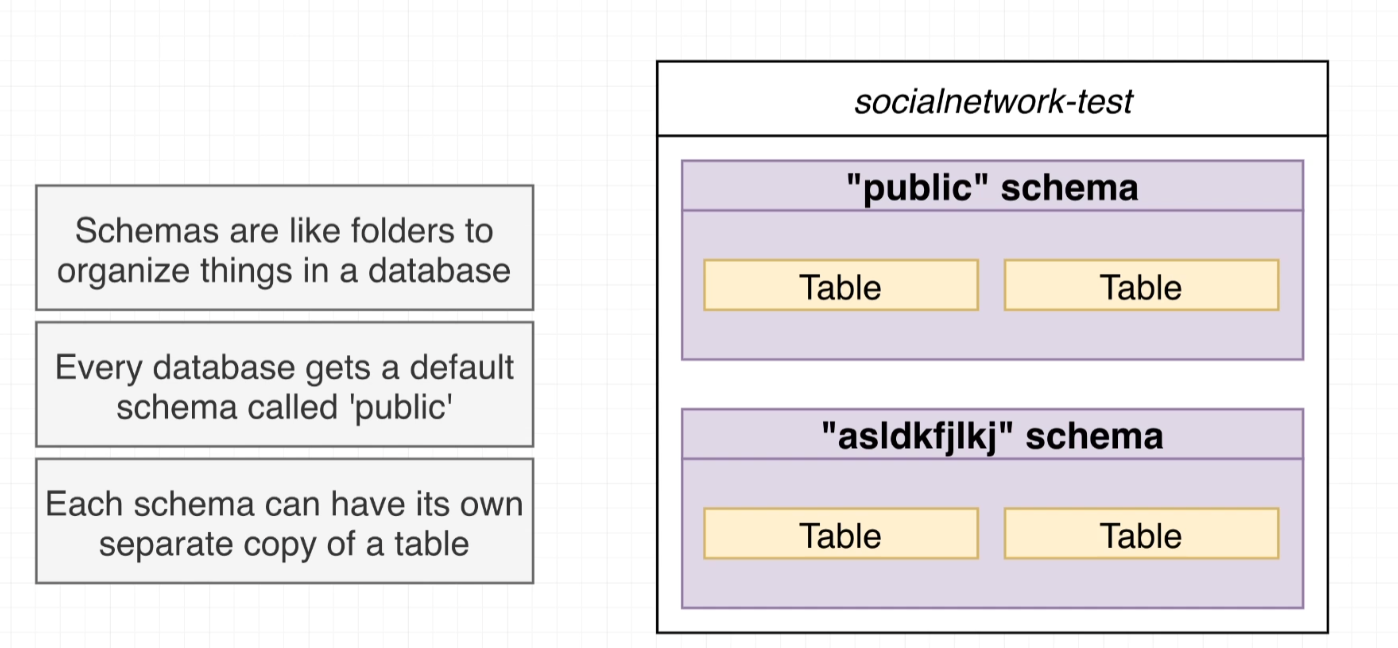 Schemas are like folders to
organize things in a database
Every database gets a default
schema called 'public'
Each schema can have its own
separate copy of a table
socialnetwork-test
"public" schema
Table
Table
"asldkfjlkj" schema
Table
Table